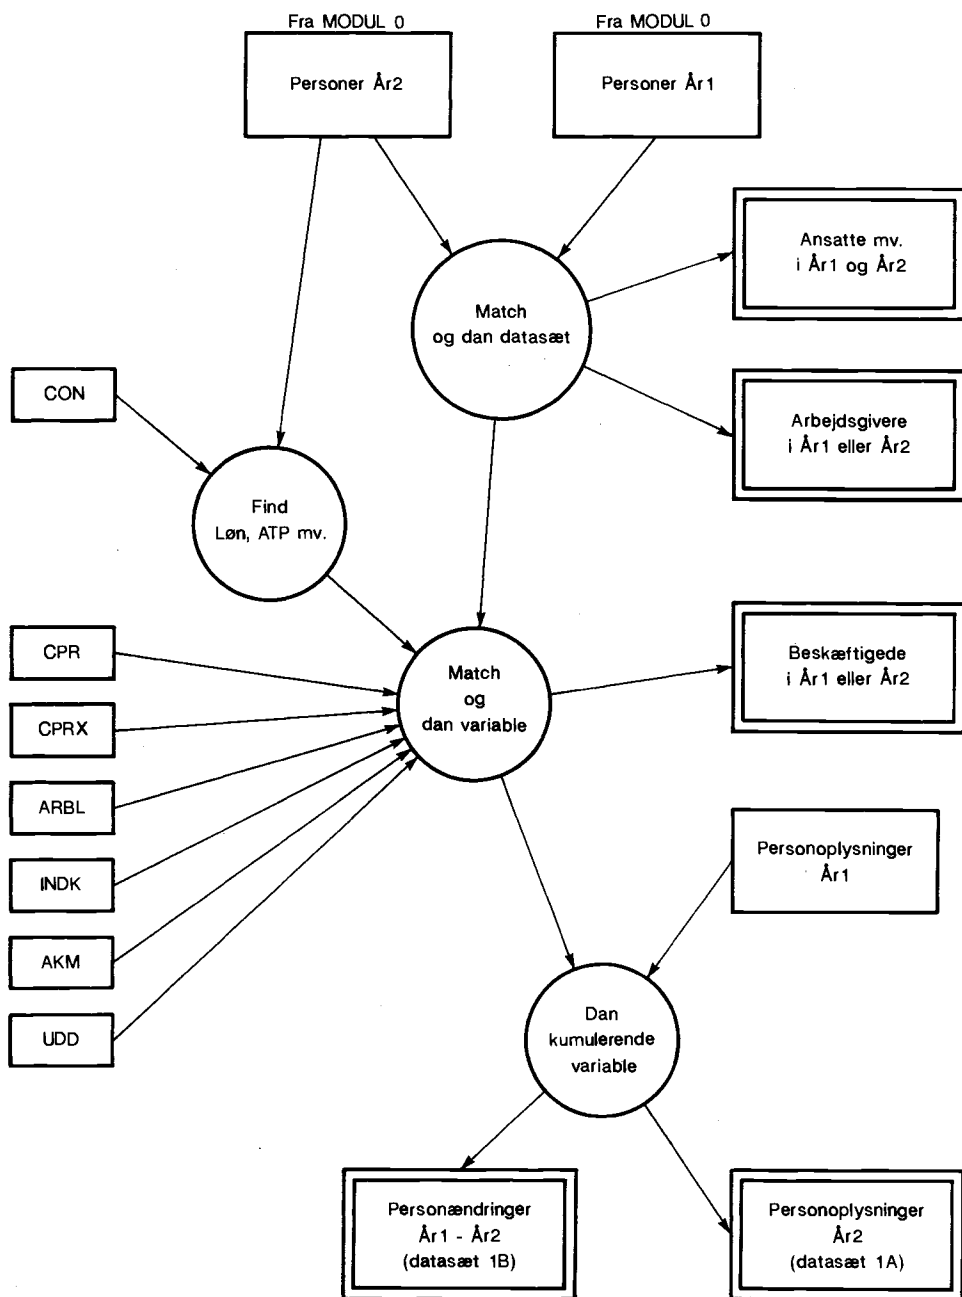 Fra MODUL 0
Personer År2
Fra MODUL 0
Personer År1
Ansatte mv.
i År1 og År2
Match
og dan datasæt
CON
Arbejdsgivere
i År1 eller År2
Find
Løn, ATP mv.
CPR
CPRX
ARBL
INDK
AKM
UDD
Match
og
dan variable
Beskæftigede
i År1 eller År2
Personoplysninger
År1
Dan
kumulerende
variable
Personændringer
År1 - År2
(datasæt 1B)
Personoplysninger
År2
(datasæt 1A)